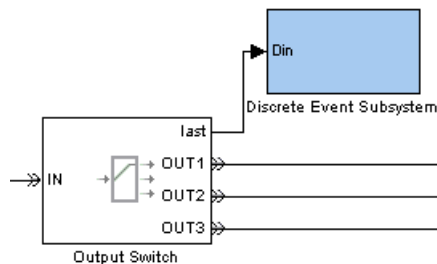 Din
Discrete Event Subsystem
last
IN
OUT1
OUT2
OUT3
Output Switch